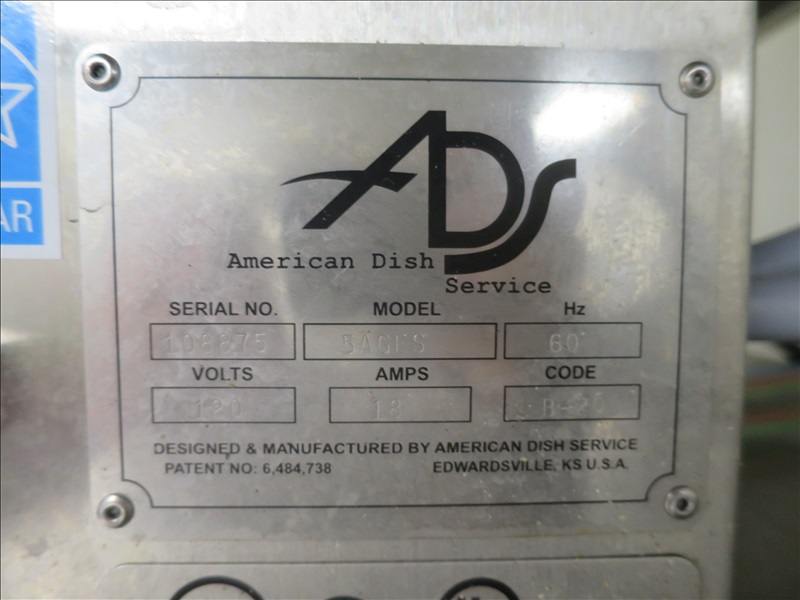 AR
ADS
American Dish
Service
SERIAL NO. MODEL Hz
60
VOLTS AMPS CODE
120 18
DESIGNED & MANUFACTURED BY AMERICAN DISH SERVICE
PATENT NO: 6,484,738 EDWARDSVILLE, KS U.S.A.